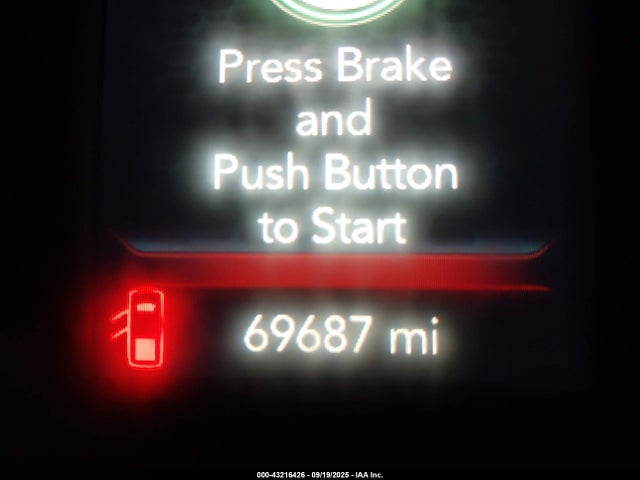 Press Brake
and
Push Button
to Start
69687 mi
000-43216426 - 09/19/2025 - IAA Inc.